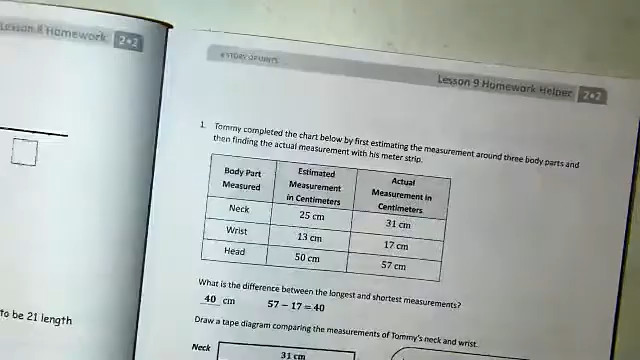 Lesson 8 Homework 2•2
to be 21 length
A STORY OF UNITS
Lesson 9 Homework Helper 2•2
1. Tommy completed the chart below by first estimating the measurement around three body parts and
then finding the actual measurement with his meter strip.
Body Part Measured Estimated Measurement in Centimeters Actual Measurement in Centimeters
Neck 25 cm 31 cm
Wrist 13 cm 17 cm
Head 50 cm 57 cm
What is the difference between the longest and shortest measurements?
40 cm 57 – 17 = 40
Draw a tape diagram comparing the measurements of Tommy's neck and wrist.
Neck 31 cm